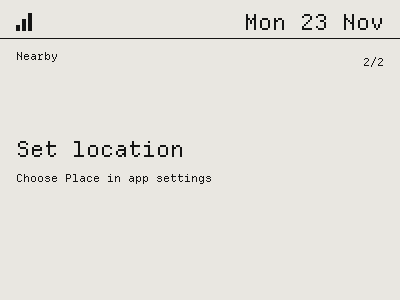 Mon 23 Nov
Nearby
2/2
Set location
Choose Place in app settings